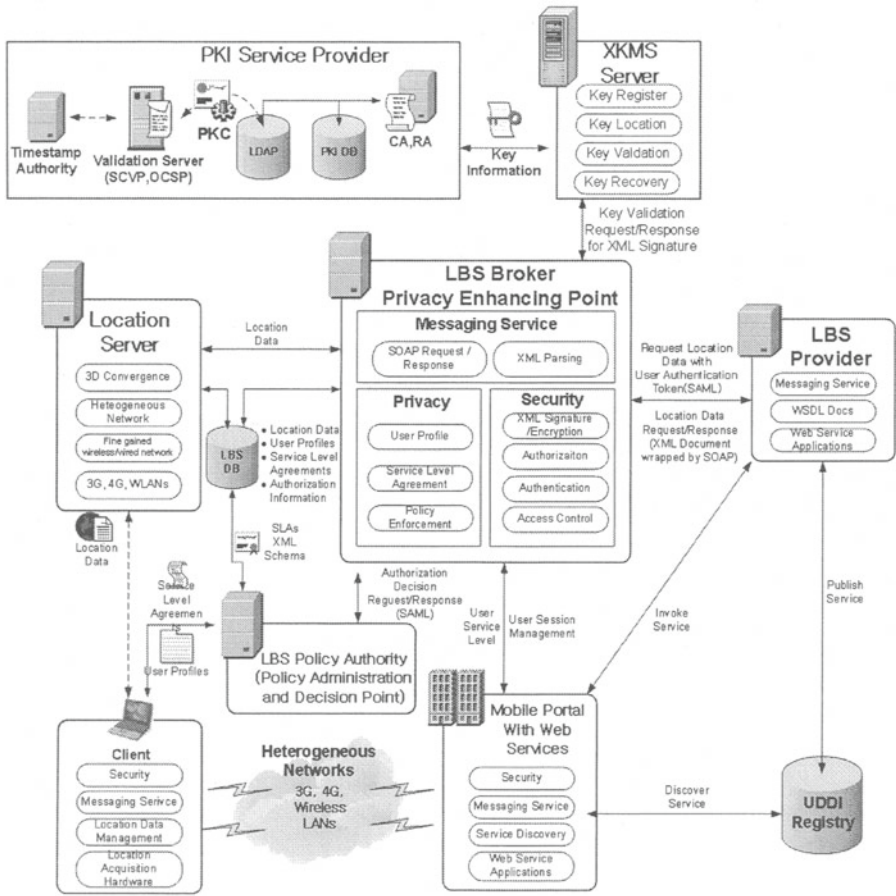 PKI Service Provider
PKC
Timestamp
Authority
Validation Server
(SCVP,OCSP)
LDAP
PKI DB
CA,RA
Key
Information
XKMS
Server
Key Register
Key Location
Key Valdation
Key Recovery
Key Validation
Request/Response
for XML Signature
LBS Broker
Privacy Enhancing Point
Messaging Service
SOAP Request /
Response
XML Parsing
Privacy
User Profile
Service Level
Agreement
Policy
Enforcement
Security
XML Signature
/Encryption
Authorizaiton
Authentication
Access Control
Location
Server
3D Convergence
Heteogeneous
Network
Fine gained
wireless/wired network
3G, 4G, WLANs
Location
Data
LBS
DB
Location Data
User Profiles
Service Level
Agreements
Authorization
Information
Request Location
Data with
User Authentication
Token(SAML)
Location Data
Request/Response
(XML Document
wrapped by SOAP)
LBS
Provider
Messaging Service
WSDL Docs
Web Service
Applications
Location
Data
SLAs
XML
Schema
Service
Level
Agreemen
ts
User Profiles
Authorization
Decision
Reguest/Response
(SAML)
LBS Policy Authority
(Policy Administration
and Decision Point)
User
Service
Level
User Session
Management
Invoke
Service
Publish
Service
Client
Security
Messaging Serivce
Location Data
Management
Location
Acquisition
Hardware
Heterogeneous
Networks
3G, 4G,
Wireless
LANs
Mobile Portal
With Web
Services
Security
Messaging Service
Service Discovery
Web Service
Applications
Discover
Service
UDDI
Registry